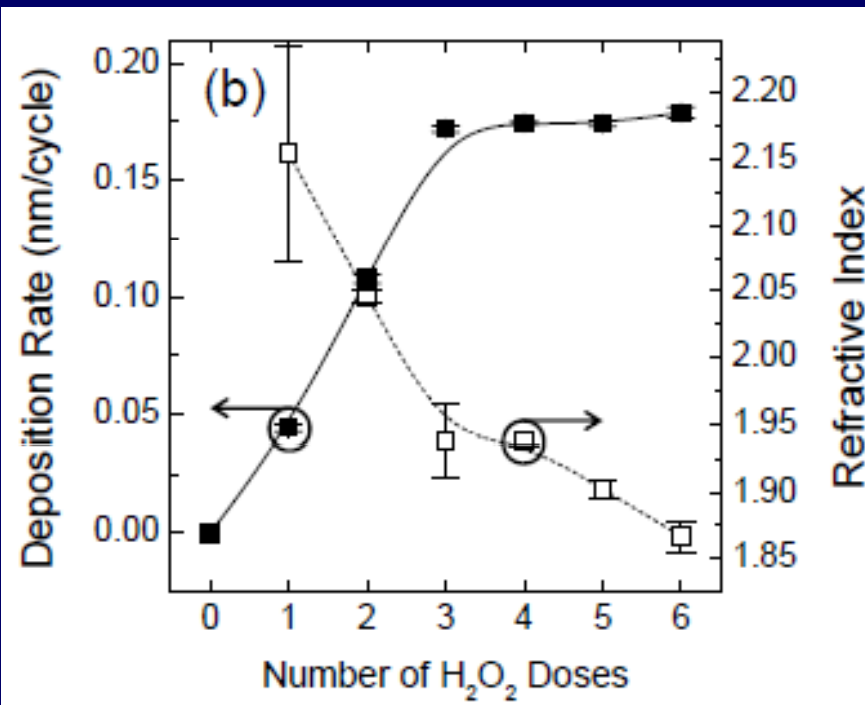 (b)
Deposition Rate (nm/cycle)
0.20
0.15
0.10
0.05
0.00
Refractive Index
2.20
2.15
2.10
2.05
2.00
1.95
1.90
1.85
0 1 2 3 4 5 6
Number of H₂O₂ Doses